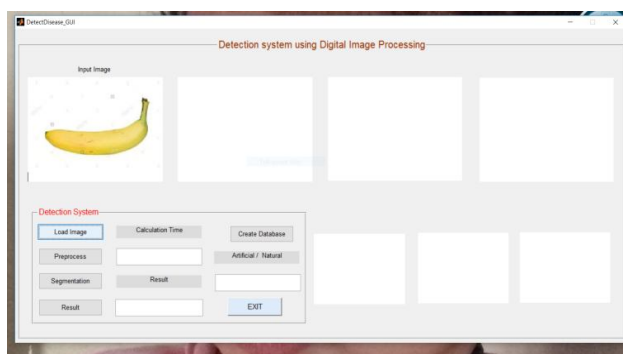 DetectDisease_GUI
Detection system using Digital Image Processing
Input Image
Detection System
Load Image
Calculation Time
Create Database
Preprocess
Artificial / Natural
Segmentation
Result
Result
EXIT